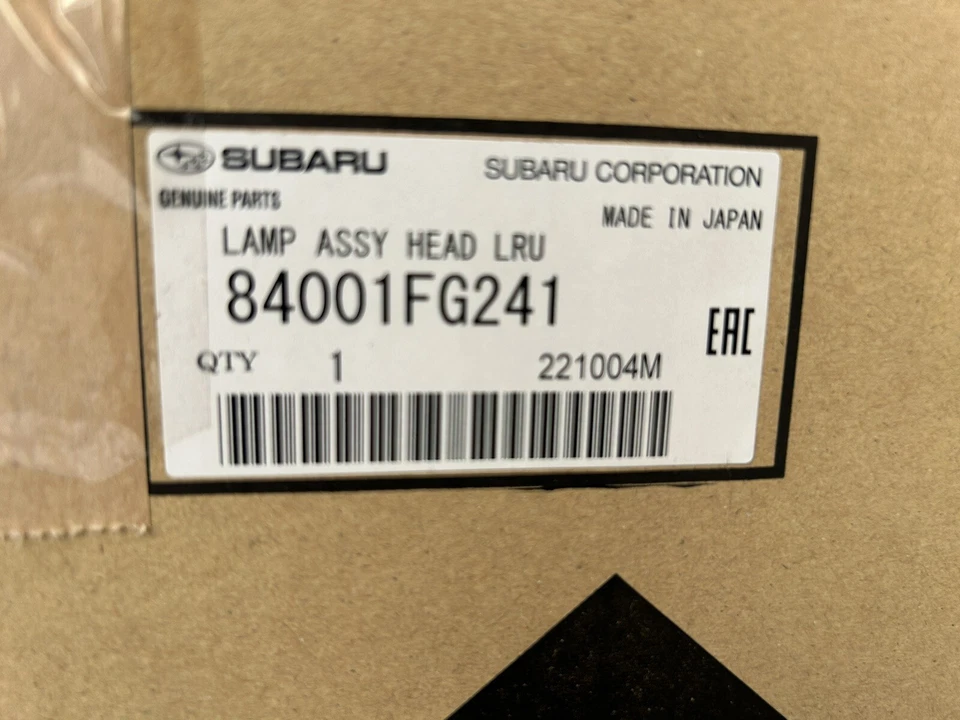 SUBARU SUBARU CORPORATION
GENUINE PARTS
MADE IN JAPAN
LAMP ASSY HEAD LRU
84001FG241
EAC
QTY 1 221004M